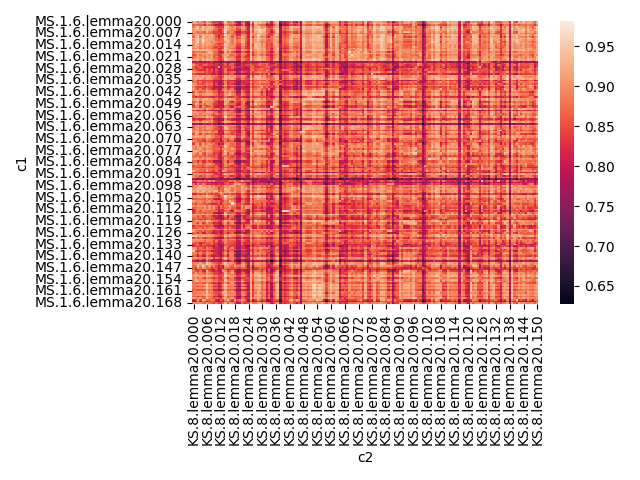 MS.1.6.lemma20.000
MS.1.6.lemma20.007
MS.1.6.lemma20.014
MS.1.6.lemma20.021
MS.1.6.lemma20.028
MS.1.6.lemma20.035
MS.1.6.lemma20.042
MS.1.6.lemma20.049
MS.1.6.lemma20.056
MS.1.6.lemma20.063
MS.1.6.lemma20.070
MS.1.6.lemma20.077
MS.1.6.lemma20.084
MS.1.6.lemma20.091
MS.1.6.lemma20.098
MS.1.6.lemma20.105
MS.1.6.lemma20.112
MS.1.6.lemma20.119
MS.1.6.lemma20.126
MS.1.6.lemma20.133
MS.1.6.lemma20.140
MS.1.6.lemma20.147
MS.1.6.lemma20.154
MS.1.6.lemma20.161
MS.1.6.lemma20.168
c1
KS.8.lemma20.000
KS.8.lemma20.006
KS.8.lemma20.012
KS.8.lemma20.018
KS.8.lemma20.024
KS.8.lemma20.030
KS.8.lemma20.036
KS.8.lemma20.042
KS.8.lemma20.048
KS.8.lemma20.054
KS.8.lemma20.060
KS.8.lemma20.066
KS.8.lemma20.072
KS.8.lemma20.078
KS.8.lemma20.084
KS.8.lemma20.090
KS.8.lemma20.096
KS.8.lemma20.102
KS.8.lemma20.108
KS.8.lemma20.114
KS.8.lemma20.120
KS.8.lemma20.126
KS.8.lemma20.132
KS.8.lemma20.138
KS.8.lemma20.144
KS.8.lemma20.150
c2
0.95
0.90
0.85
0.80
0.75
0.70
0.65